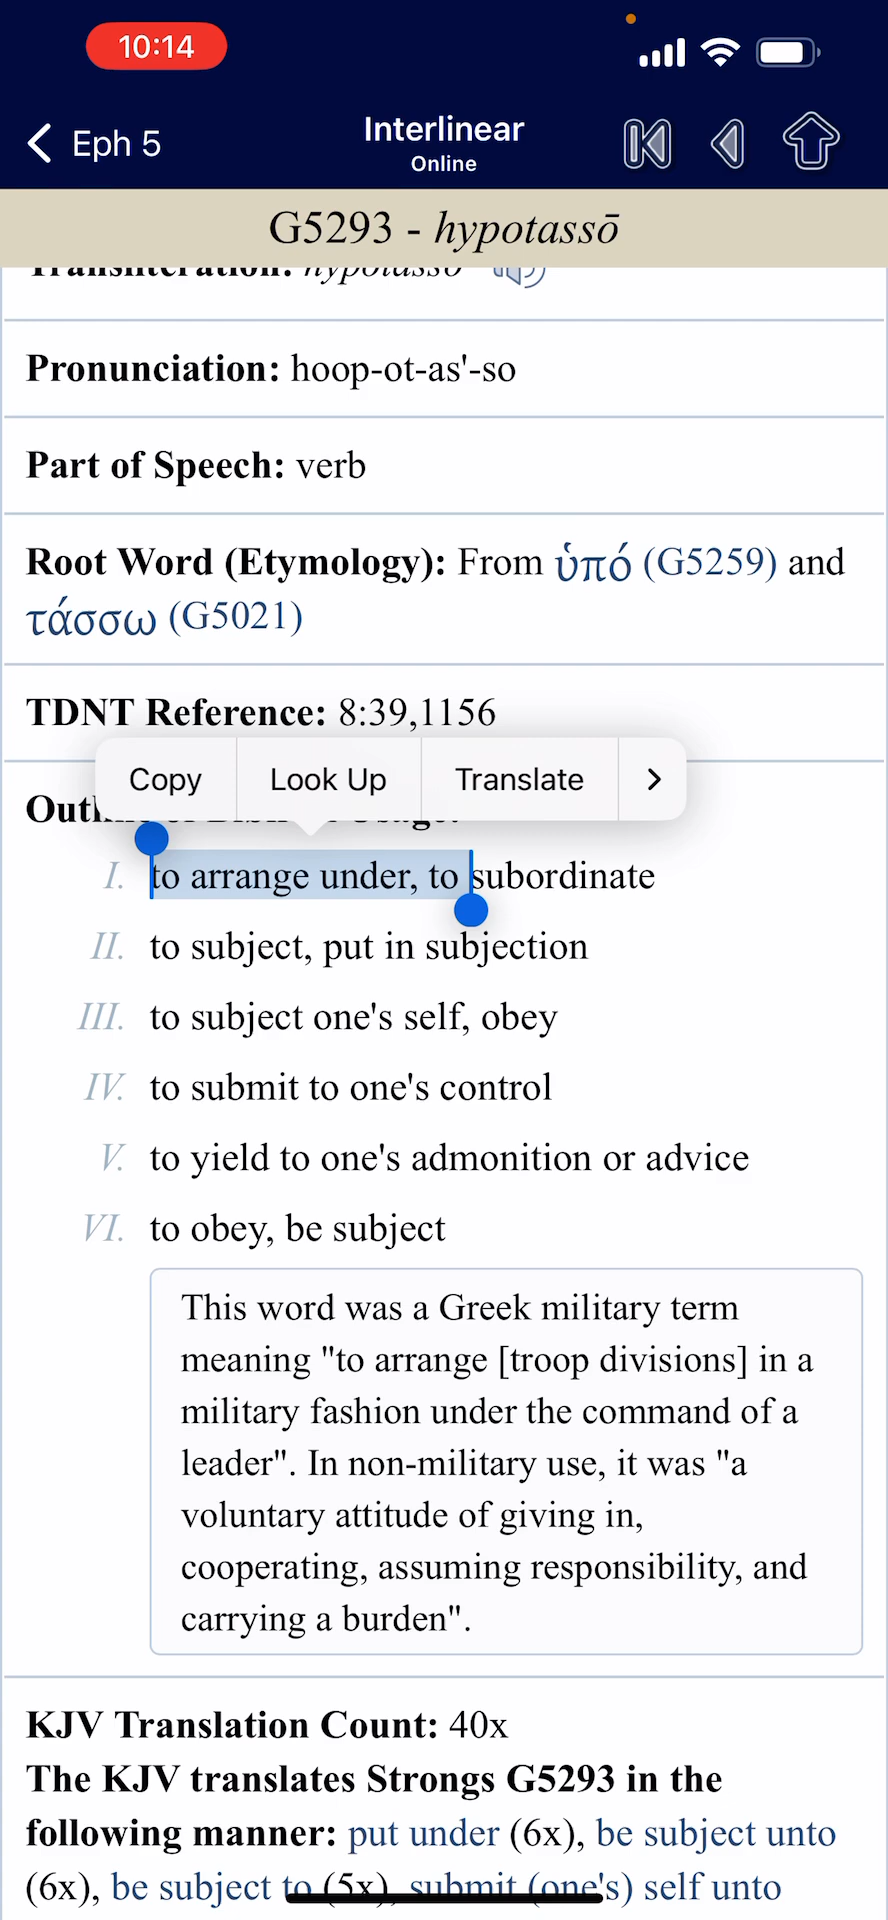 10:14
Eph 5
Interlinear
Online
G5293 - hypotassō
Transliteration: hypotassō
Pronunciation: hoop-ot-as'-so
Part of Speech: verb
Root Word (Etymology): From ὑπό (G5259) and
τάσσω (G5021)
TDNT Reference: 8:39,1156
Copy Look Up Translate
I. to arrange under, to subordinate
II. to subject, put in subjection
III. to subject one's self, obey
IV. to submit to one's control
V. to yield to one's admonition or advice
VI. to obey, be subject
This word was a Greek military term
meaning "to arrange [troop divisions] in a
military fashion under the command of a
leader". In non-military use, it was "a
voluntary attitude of giving in,
cooperating, assuming responsibility, and
carrying a burden".
KJV Translation Count: 40x
The KJV translates Strongs G5293 in the
following manner: put under (6x), be subject unto
(6x), be subject to (5x), submit (one's) self unto